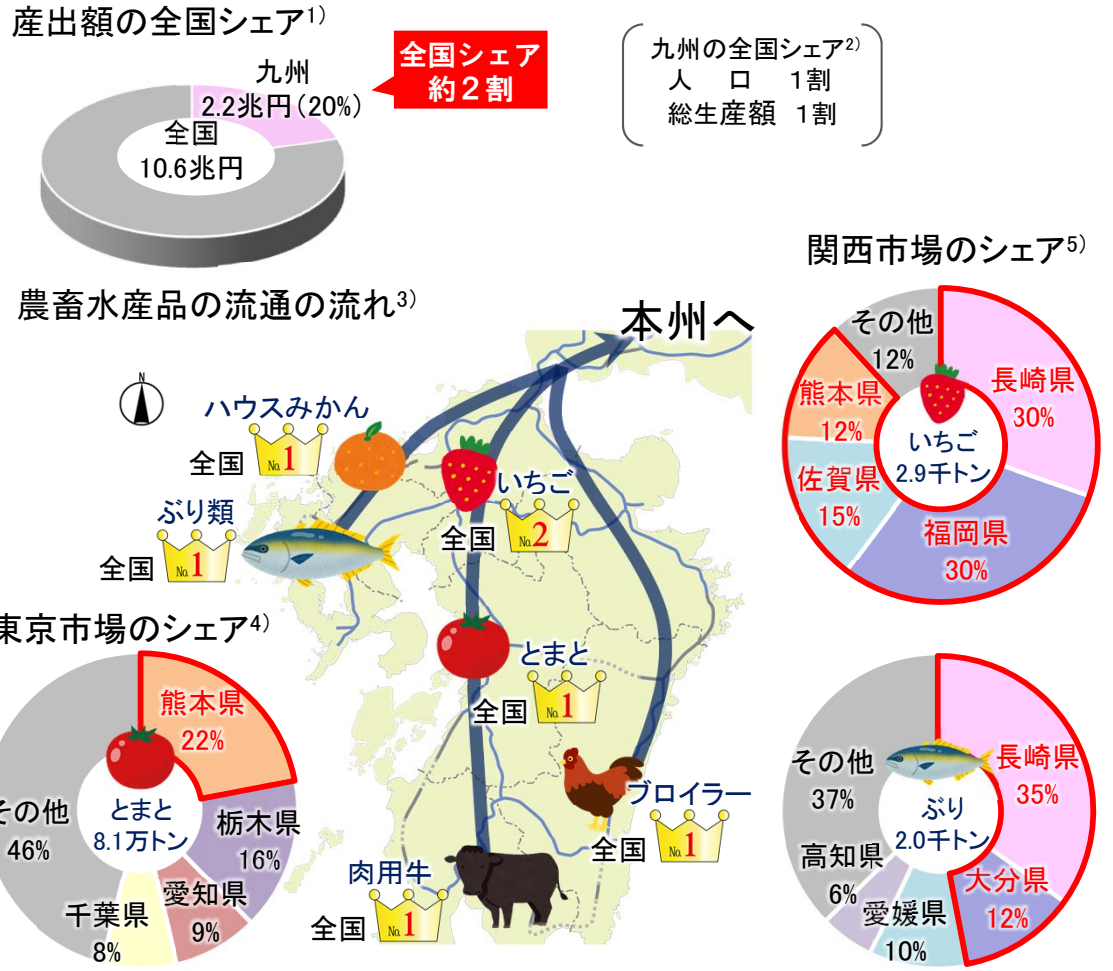 産出額の全国シェア1)
九州
2.2兆円(20%)
全国
10.6兆円
全国シェア
約2割
九州の全国シェア2)
人　口　1割
総生産額 1割
農畜水産品の流通の流れ3)
本州へ
N
ハウスみかん
全国
No.1
ぶり類
全国
No.1
いちご
全国
No.2
とまと
全国
No.1
ブロイラー
全国
No.1
肉用牛
全国
No.1
関西市場のシェア5)
いちご
2.9千トン
長崎県
30%
福岡県
30%
佐賀県
15%
熊本県
12%
その他
12%
東京市場のシェア4)
とまと
8.1万トン
熊本県
22%
栃木県
16%
愛知県
9%
千葉県
8%
その他
46%
ぶり
2.0千トン
長崎県
35%
大分県
12%
愛媛県
10%
高知県
6%
その他
37%